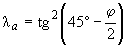 λₐ = tg²(45° − φ/2)